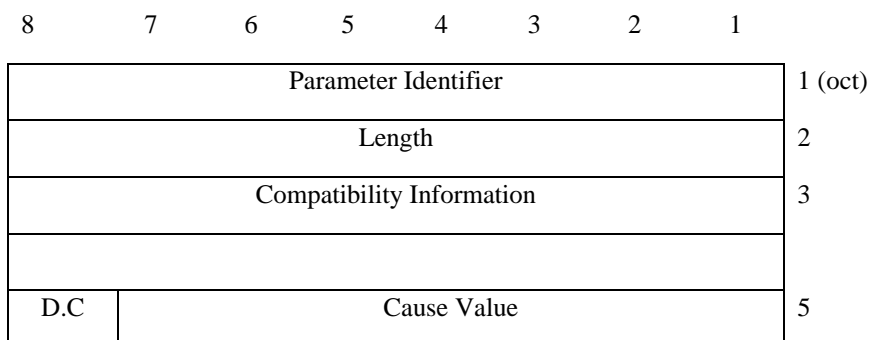 8 7 6 5 4 3 2 1
Parameter Identifier 1 (oct)
Length 2
Compatibility Information 3
D.C Cause Value 5